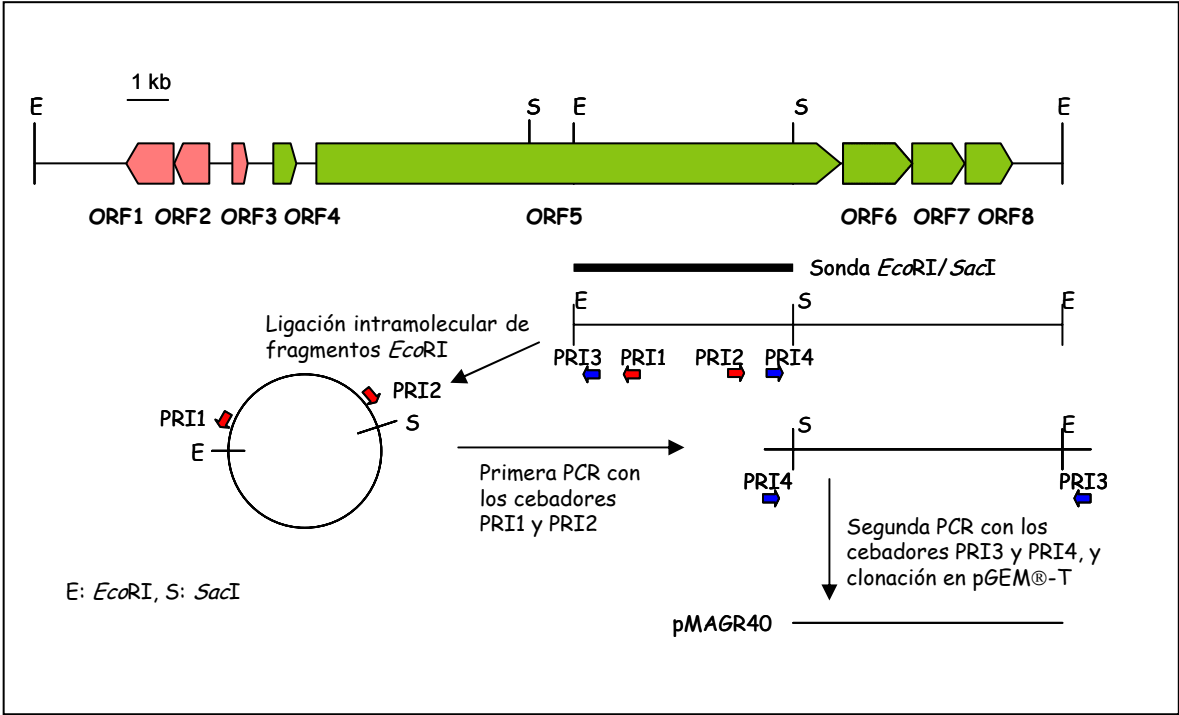 1 kb
E
S
E
S
E
ORF1
ORF2
ORF3
ORF4
ORF5
ORF6
ORF7
ORF8
Sonda EcoRI/SacI
E
S
E
Ligación intramolecular de
fragmentos EcoRI
PRI3
PRI1
PRI2
PRI4
PRI1
PRI2
E
S
Primera PCR con
los cebadores
PRI1 y PRI2
S
E
PRI4
PRI3
Segunda PCR con los
cebadores PRI3 y PRI4, y
clonación en pGEM®-T
E: EcoRI, S: SacI
pMAGR40